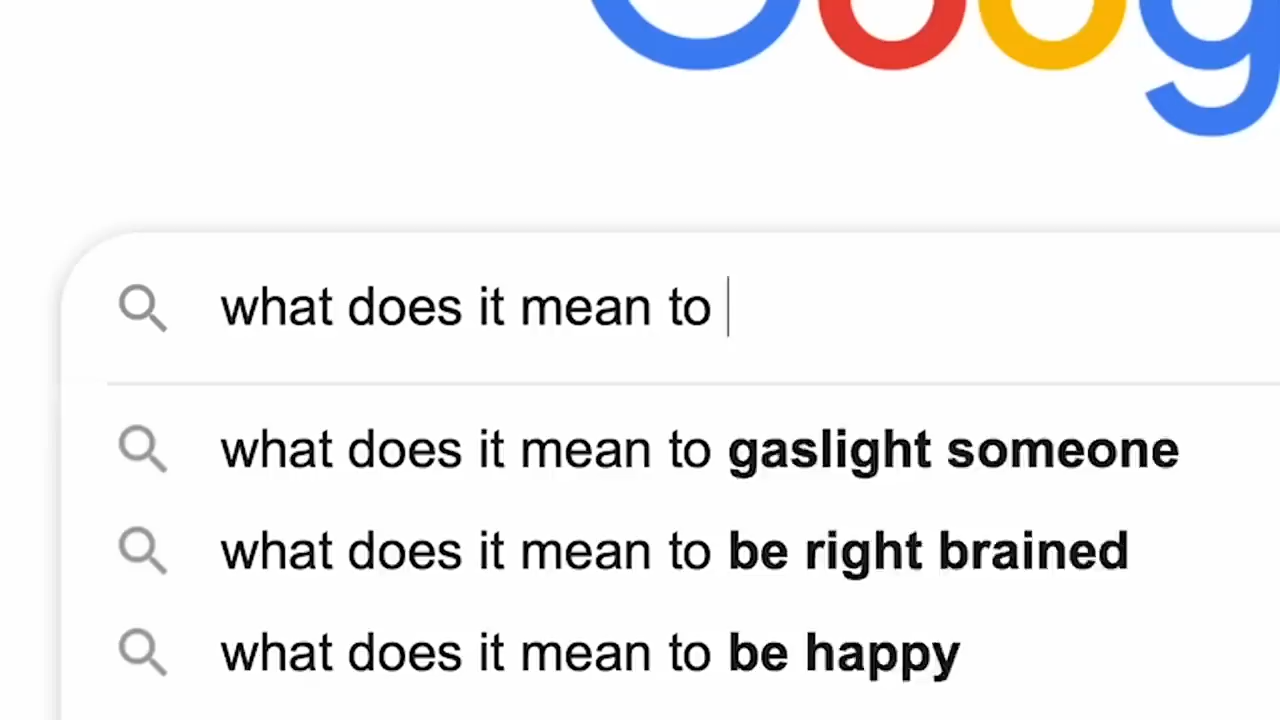 Goog
what does it mean to
what does it mean to gaslight someone
what does it mean to be right brained
what does it mean to be happy